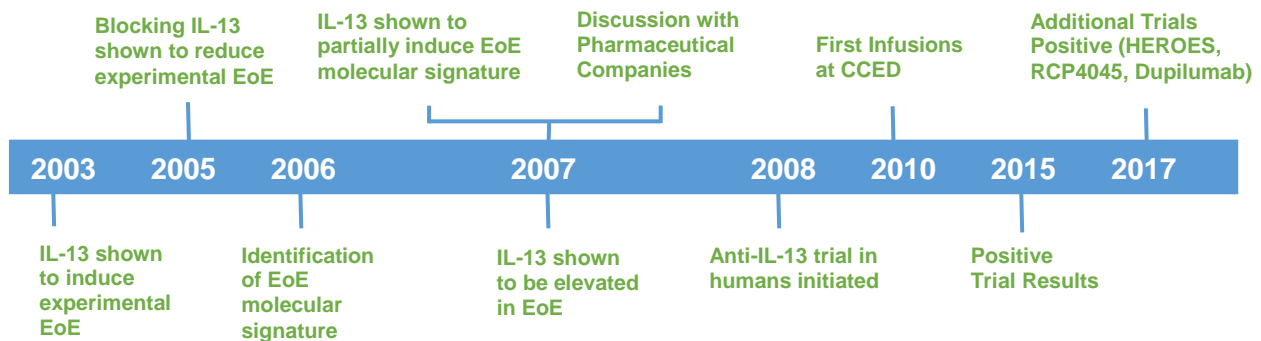 Blocking IL-13
shown to reduce
experimental EoE
IL-13 shown to
partially induce EoE
molecular signature
Discussion with
Pharmaceutical
Companies
First Infusions
at CCED
Additional Trials
Positive (HEROES,
RCP4045, Dupilumab)
2003 2005 2006 2007 2008 2010 2015 2017
IL-13 shown
to induce
experimental
EoE
Identification
of EoE
molecular
signature
IL-13 shown
to be elevated
in EoE
Anti-IL-13 trial in
humans initiated
Positive
Trial Results